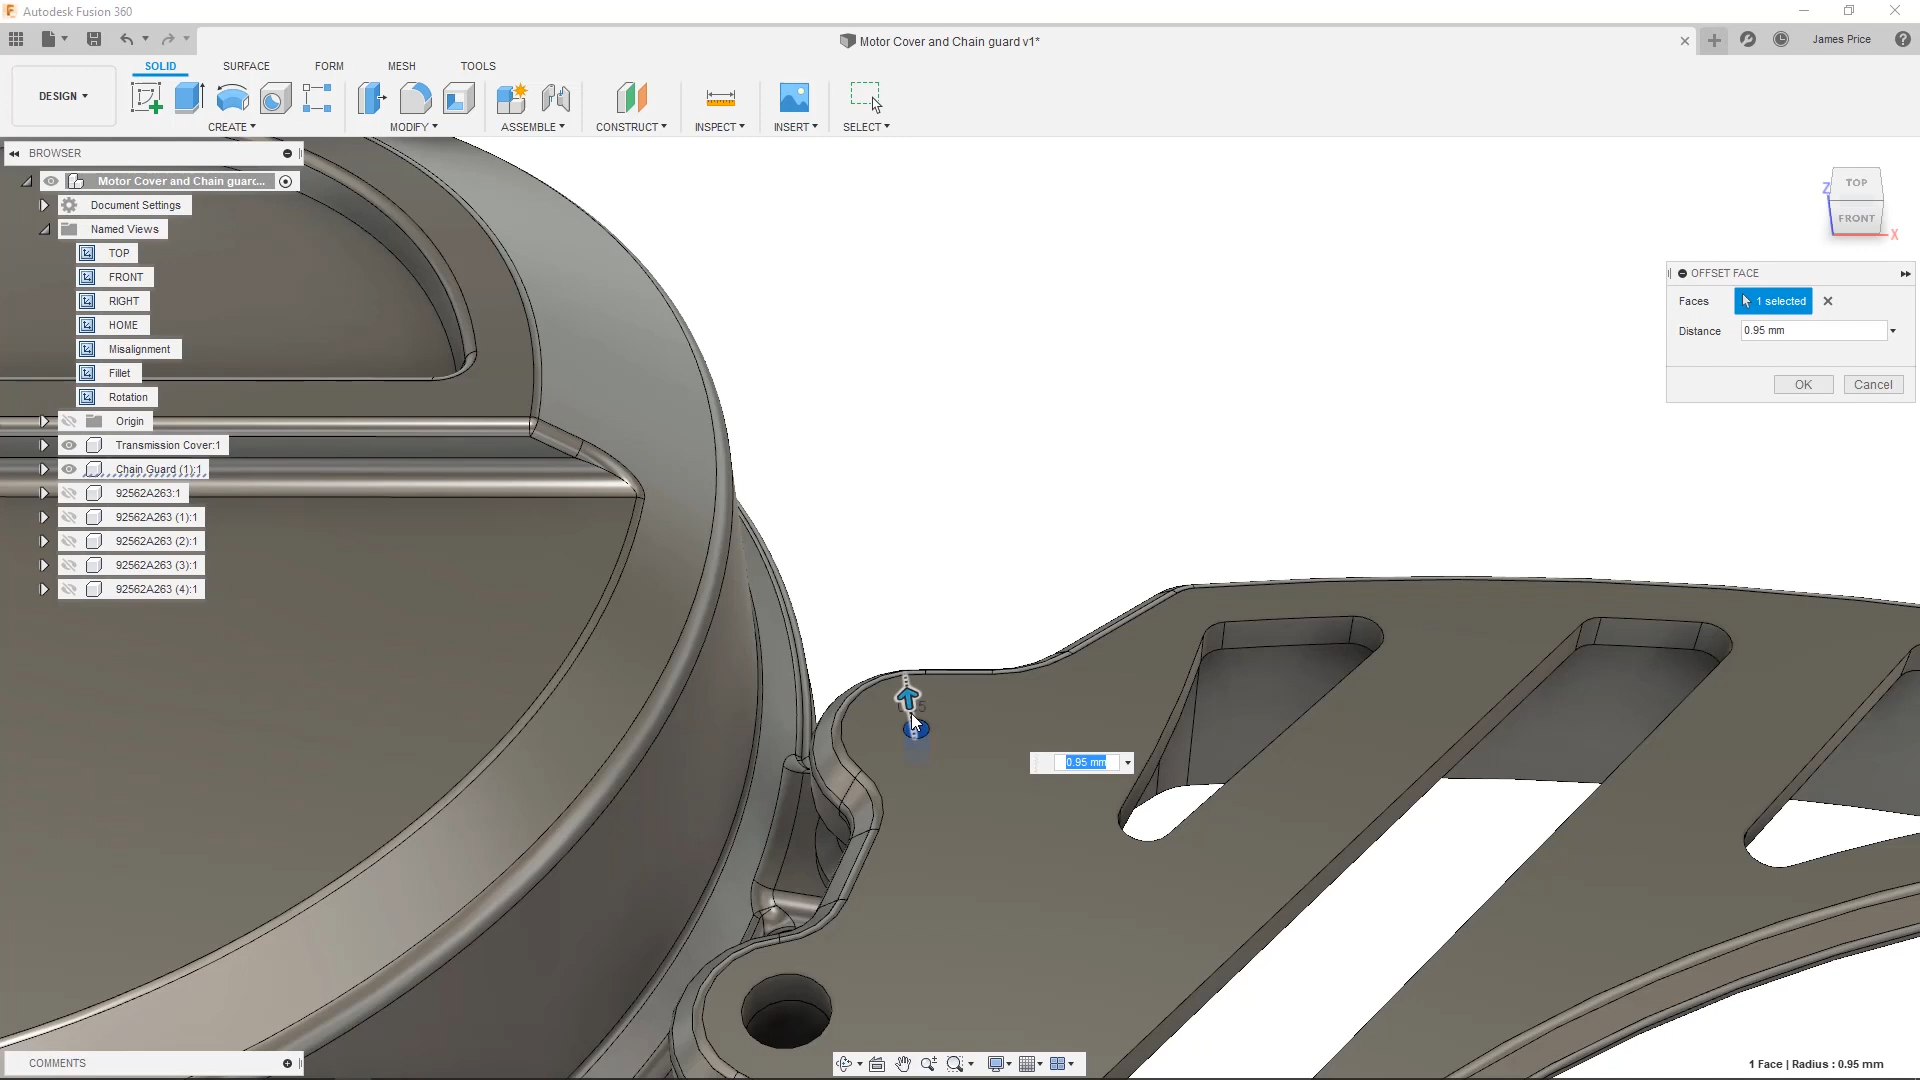 Autodesk Fusion 360
Motor Cover and Chain guard v1*
James Price
SOLID
SURFACE
FORM
MESH
TOOLS
DESIGN
CREATE
MODIFY
ASSEMBLE
CONSTRUCT
INSPECT
INSERT
SELECT
BROWSER
Motor Cover and Chain guarc...
Document Settings
Named Views
TOP
FRONT
RIGHT
HOME
Misalignment
Fillet
Rotation
Origin
Transmission Cover:1
Chain Guard (1):1
92562A263:1
92562A263 (1):1
92562A263 (2):1
92562A263 (3):1
92562A263 (4):1
Z
TOP
FRONT
X
OFFSET FACE
Faces
1 selected
Distance
0.95 mm
OK
Cancel
0.95 mm
COMMENTS
1 Face | Radius : 0.95 mm